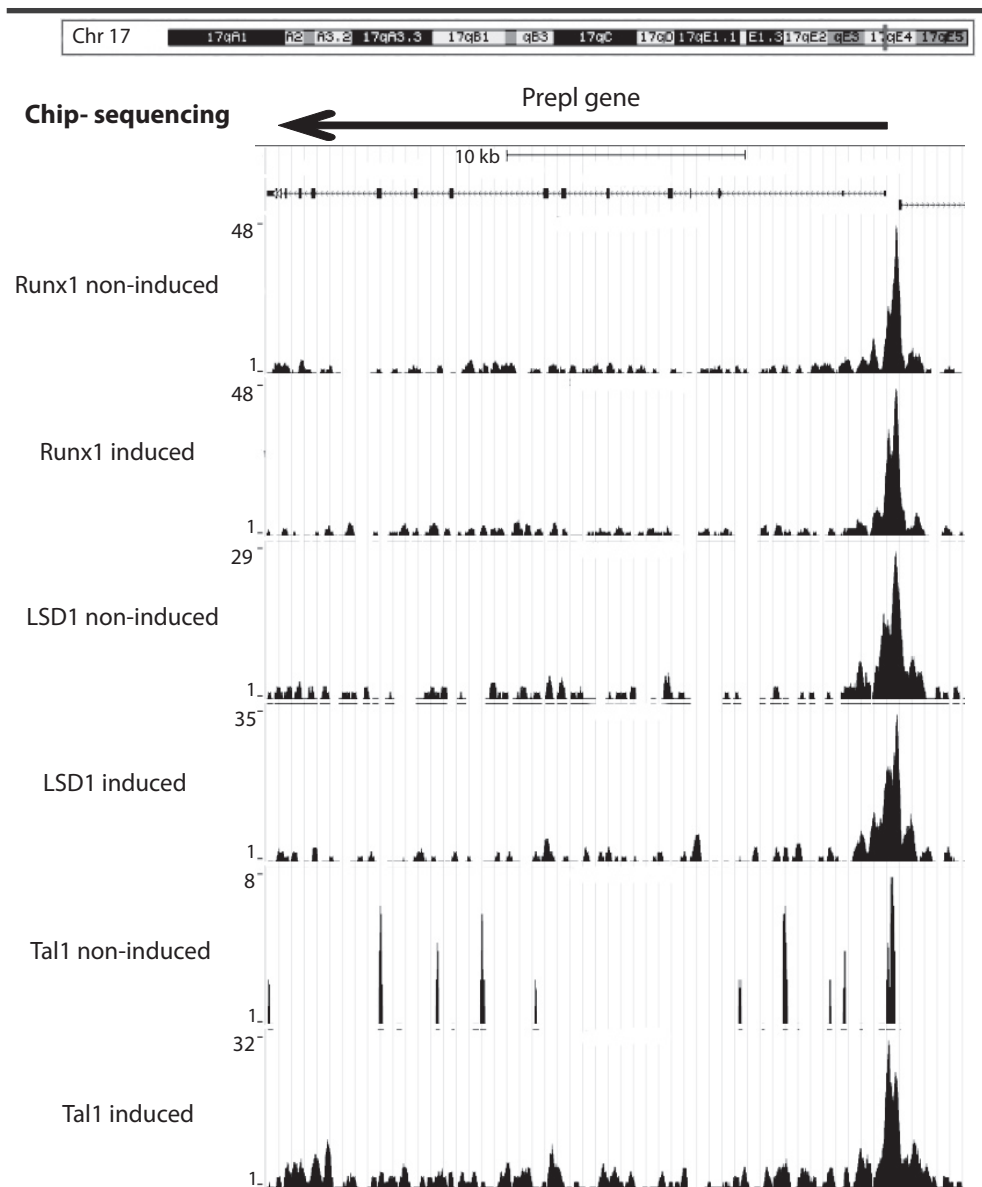 Chr 17 17qA1 A2 A3.2 17qA3.3 17qB1 qB3 17qC 17qD 17qE1.1 E1.3 17qE2 qE3 17qE4 17qE5
Prepl gene
Chip- sequencing
10 kb
48
Runx1 non-induced
1
48
Runx1 induced
1
29
LSD1 non-induced
1
35
LSD1 induced
1
8
Tal1 non-induced
1
32
Tal1 induced
1